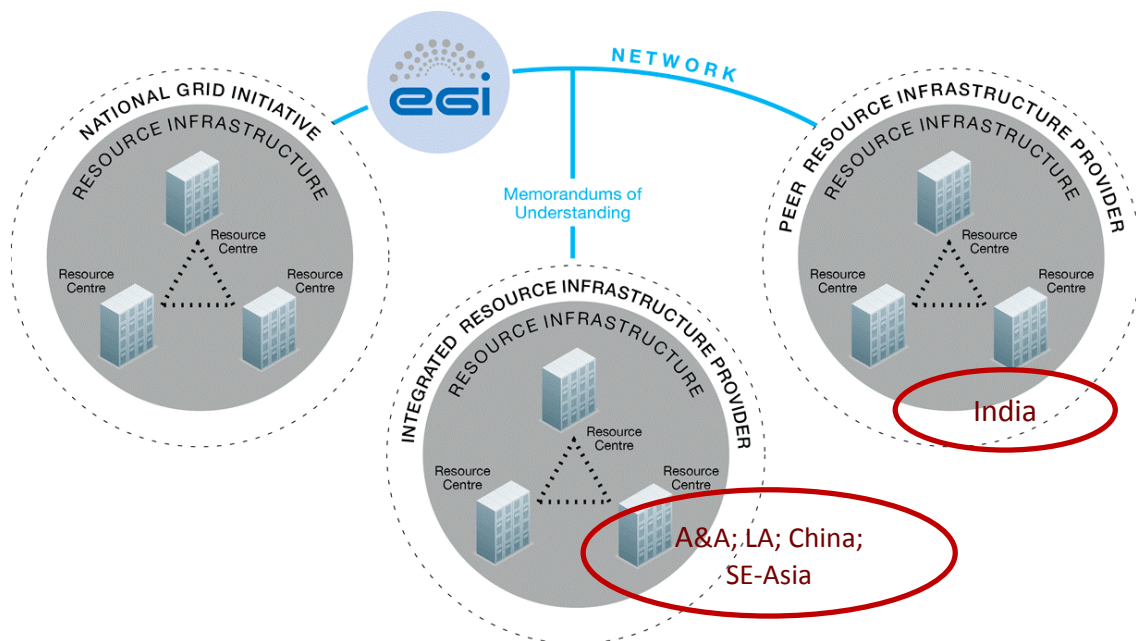 egi
NETWORK
Memorandums of
Understanding
NATIONAL GRID INITIATIVE
RESOURCE INFRASTRUCTURE
Resource
Centre
Resource
Centre
Resource
Centre
INTEGRATED RESOURCE INFRASTRUCTURE PROVIDER
RESOURCE INFRASTRUCTURE
Resource
Centre
Resource
Centre
Resource
Centre
A&A; LA; China;
SE-Asia
PEER RESOURCE INFRASTRUCTURE PROVIDER
RESOURCE INFRASTRUCTURE
Resource
Centre
Resource
Centre
Resource
Centre
India